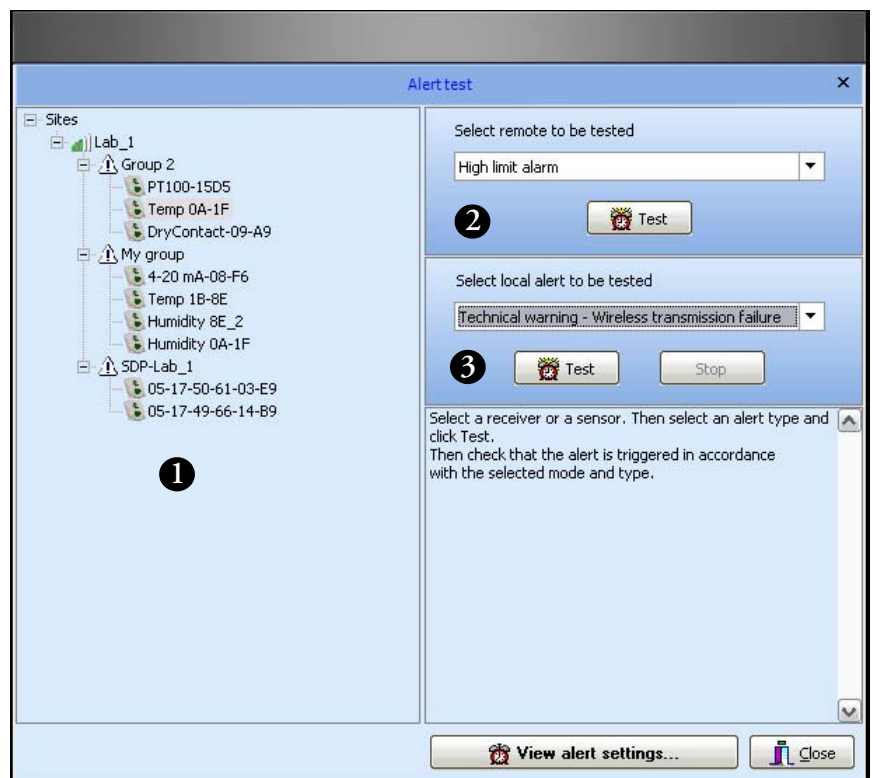 Alert test
Sites
Lab_1
Group 2
PT100-15D5
Temp 0A-1F
DryContact-09-A9
My group
4-20 mA-08-F6
Temp 1B-8E
Humidity 8E_2
Humidity 0A-1F
SDP-Lab_1
05-17-50-61-03-E9
05-17-49-66-14-B9
1
Select remote to be tested
High limit alarm
2
Test
Select local alert to be tested
Technical warning - Wireless transmission failure
3
Test
Stop
Select a receiver or a sensor. Then select an alert type and
click Test.
Then check that the alert is triggered in accordance
with the selected mode and type.
View alert settings...
Close